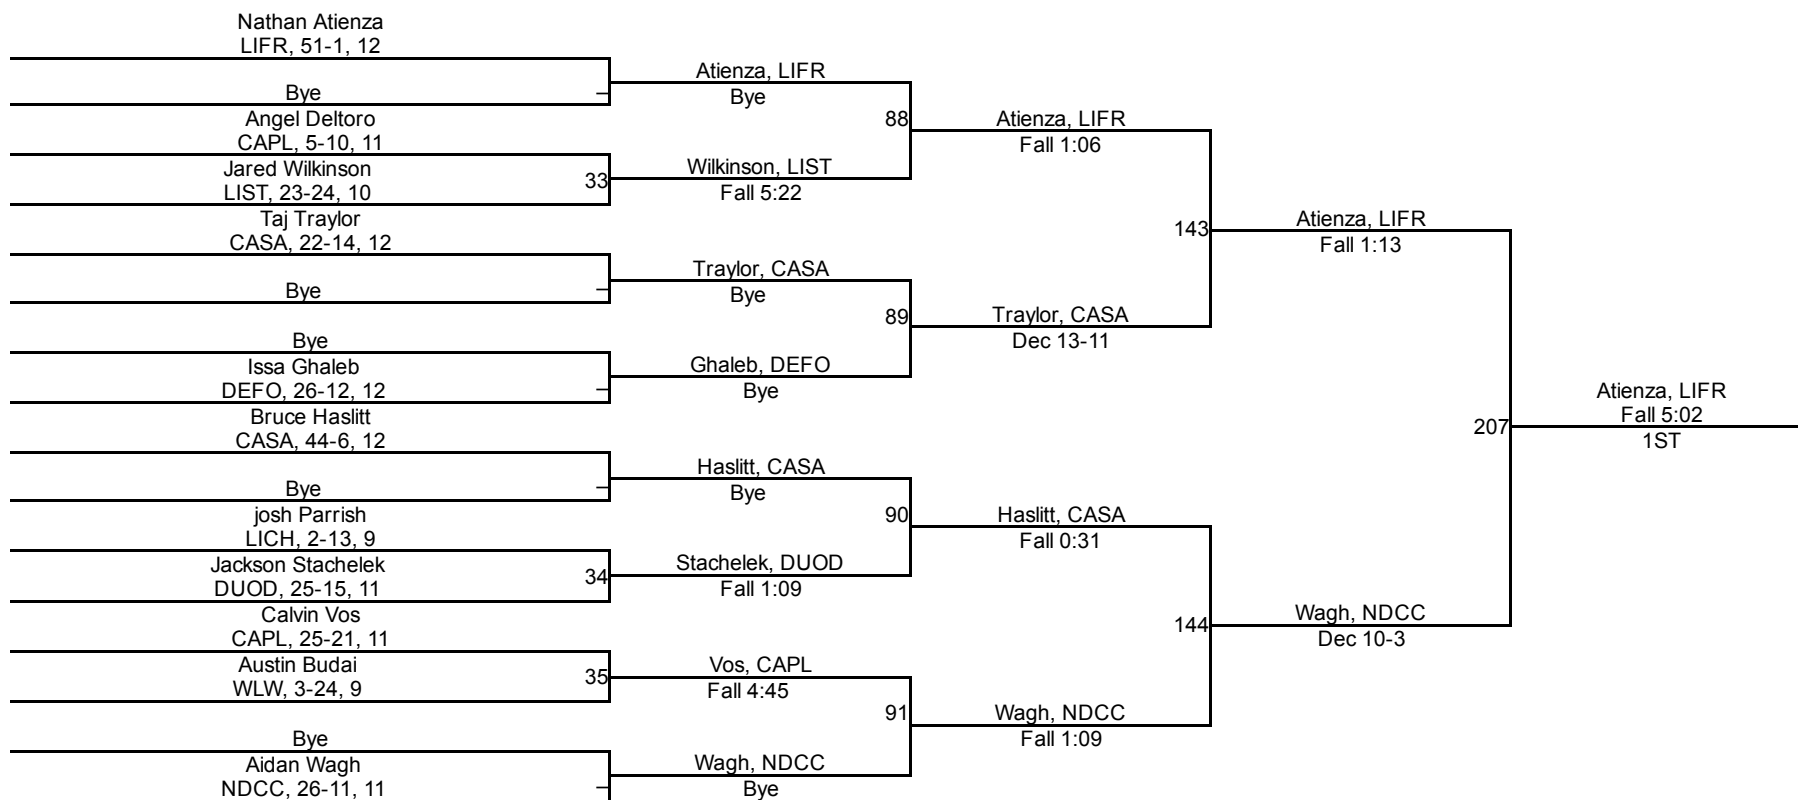 Nathan Atienza
LIFR, 51-1, 12
Bye
Angel Deltoro
CAPL, 5-10, 11
Jared Wilkinson
LIST, 23-24, 10
33
Taj Traylor
CASA, 22-14, 12
Bye
Bye
Issa Ghaleb
DEFO, 26-12, 12
Bruce Haslitt
CASA, 44-6, 12
Bye
josh Parrish
LICH, 2-13, 9
Jackson Stachelek
DUOD, 25-15, 11
34
Calvin Vos
CAPL, 25-21, 11
Austin Budai
WLW, 3-24, 9
35
Bye
Aidan Wagh
NDCC, 26-11, 11
Atienza, LIFR
Bye
88
Wilkinson, LIST
Fall 5:22
Traylor, CASA
Bye
89
Ghaleb, DEFO
Bye
Haslitt, CASA
Bye
90
Stachelek, DUOD
Fall 1:09
Vos, CAPL
Fall 4:45
91
Wagh, NDCC
Bye
Atienza, LIFR
Fall 1:06
143
Traylor, CASA
Dec 13-11
Haslitt, CASA
Fall 0:31
144
Wagh, NDCC
Fall 1:09
Atienza, LIFR
Fall 1:13
207
Wagh, NDCC
Dec 10-3
Atienza, LIFR
Fall 5:02
1ST